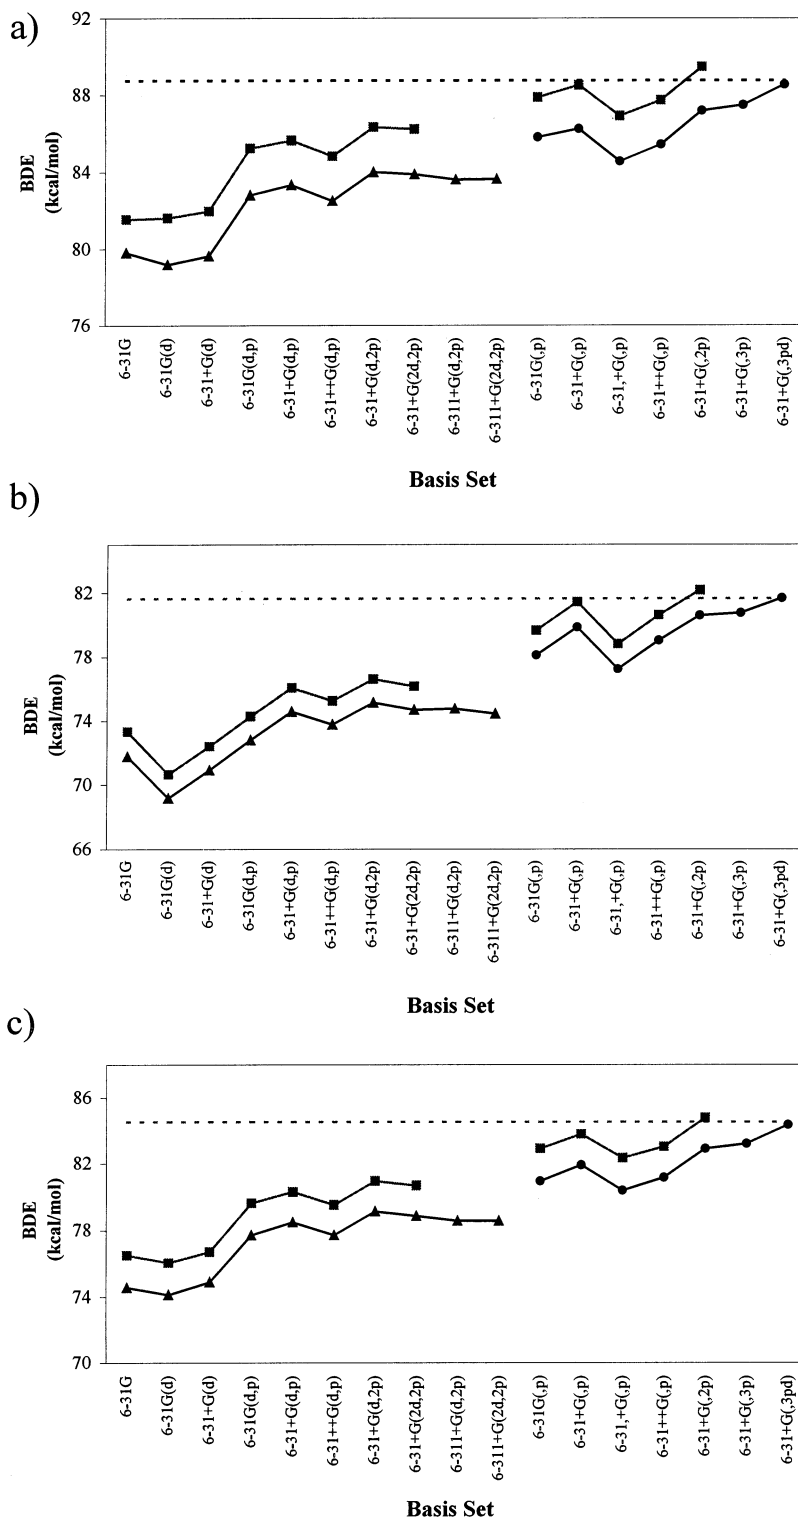 a)
92
88
84
80
76
BDE
(kcal/mol)
6-31G
6-31G(d)
6-31+G(d)
6-31G(d,p)
6-31+G(d,p)
6-31++G(d,p)
6-31+G(d,2p)
6-31+G(2d,2p)
6-311+G(d,2p)
6-311+G(2d,2p)
6-31G(,p)
6-31+G(,p)
6-31,+G(,p)
6-31++G(,p)
6-31+G(,2p)
6-31+G(,3p)
6-31+G(,3pd)
Basis Set
b)
82
78
74
70
66
BDE
(kcal/mol)
6-31G
6-31G(d)
6-31+G(d)
6-31G(d,p)
6-31+G(d,p)
6-31++G(d,p)
6-31+G(d,2p)
6-31+G(2d,2p)
6-311+G(d,2p)
6-311+G(2d,2p)
6-31G(,p)
6-31+G(,p)
6-31,+G(,p)
6-31++G(,p)
6-31+G(,2p)
6-31+G(,3p)
6-31+G(,3pd)
Basis Set
c)
86
82
78
74
70
BDE
(kcal/mol)
6-31G
6-31G(d)
6-31+G(d)
6-31G(d,p)
6-31+G(d,p)
6-31++G(d,p)
6-31+G(d,2p)
6-31+G(2d,2p)
6-311+G(d,2p)
6-311+G(2d,2p)
6-31G(,p)
6-31+G(,p)
6-31,+G(,p)
6-31++G(,p)
6-31+G(,2p)
6-31+G(,3p)
6-31+G(,3pd)
Basis Set